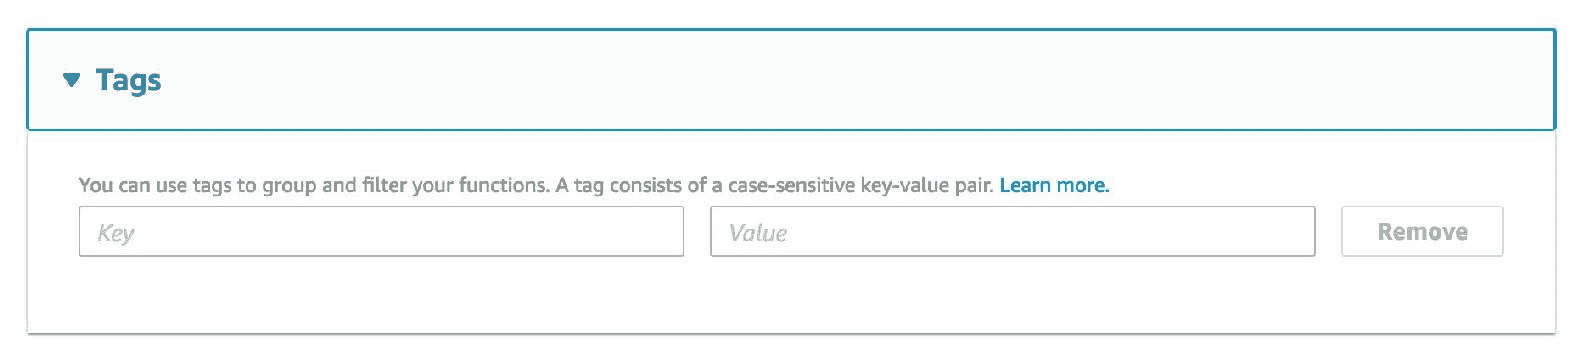 Tags
You can use tags to group and filter your functions. A tag consists of a case-sensitive key-value pair. Learn more.
Key Value Remove